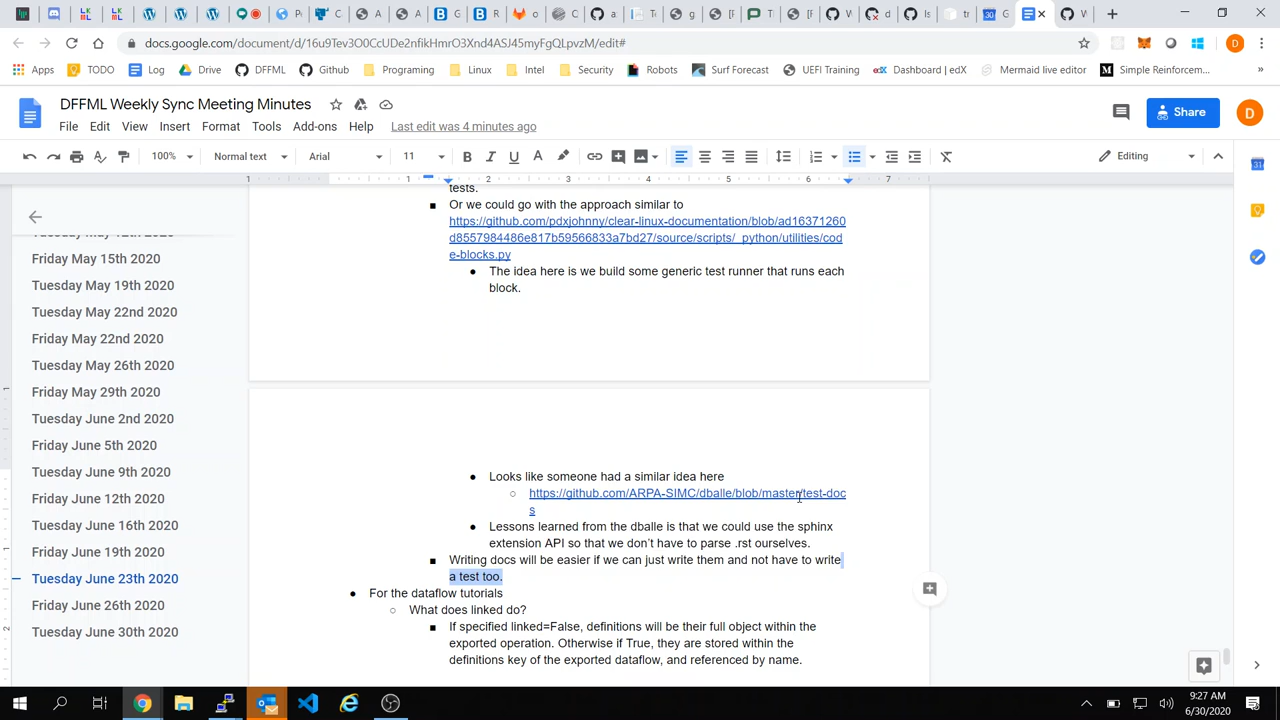 docs.google.com/document/d/16u9Tev3O0CcUDe2nfikHmrO3Xnd4ASJ45myFgQLpvzM/edit#
Apps TODO Log Drive DFFML Github Programing Linux Intel Security Robots Surf Forecast UEFI Training Dashboard | edX Mermaid live editor Simple Reinforcem...
DFFML Weekly Sync Meeting Minutes
File Edit View Insert Format Tools Add-ons Help Last edit was 4 minutes ago
Share
D
100% Normal text Arial 11 Editing
1 1 2 3 4 5 6 7
tests.
Or we could go with the approach similar to
https://github.com/pdxjohnny/clear-linux-documentation/blob/ad16371260
d8557984486e817b59566833a7bd27/source/scripts/_python/utilities/cod
e-blocks.py
The idea here is we build some generic test runner that runs each
block.
Looks like someone had a similar idea here
https://github.com/ARPA-SIMC/dballe/blob/master/test-doc
s
Lessons learned from the dballe is that we could use the sphinx
extension API so that we don't have to parse .rst ourselves.
Writing docs will be easier if we can just write them and not have to write
a test too.
For the dataflow tutorials
What does linked do?
If specified linked=False, definitions will be their full object within the
exported operation. Otherwise if True, they are stored within the
definitions key of the exported dataflow, and referenced by name.
Tuesday May 12th 2020
Friday May 15th 2020
Tuesday May 19th 2020
Tuesday May 22nd 2020
Friday May 22nd 2020
Tuesday May 26th 2020
Friday May 29th 2020
Tuesday June 2nd 2020
Friday June 5th 2020
Tuesday June 9th 2020
Friday June 12th 2020
Tuesday June 16th 2020
Friday June 19th 2020
Tuesday June 23th 2020
Friday June 26th 2020
Tuesday June 30th 2020
9:27 AM
6/30/2020